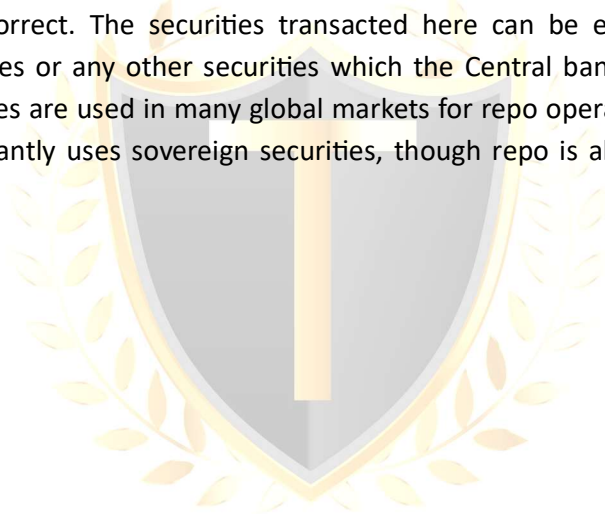 orrect. The securities transacted here can be e
es or any other securities which the Central ban
es are used in many global markets for repo opera
antly uses sovereign securities, though repo is al